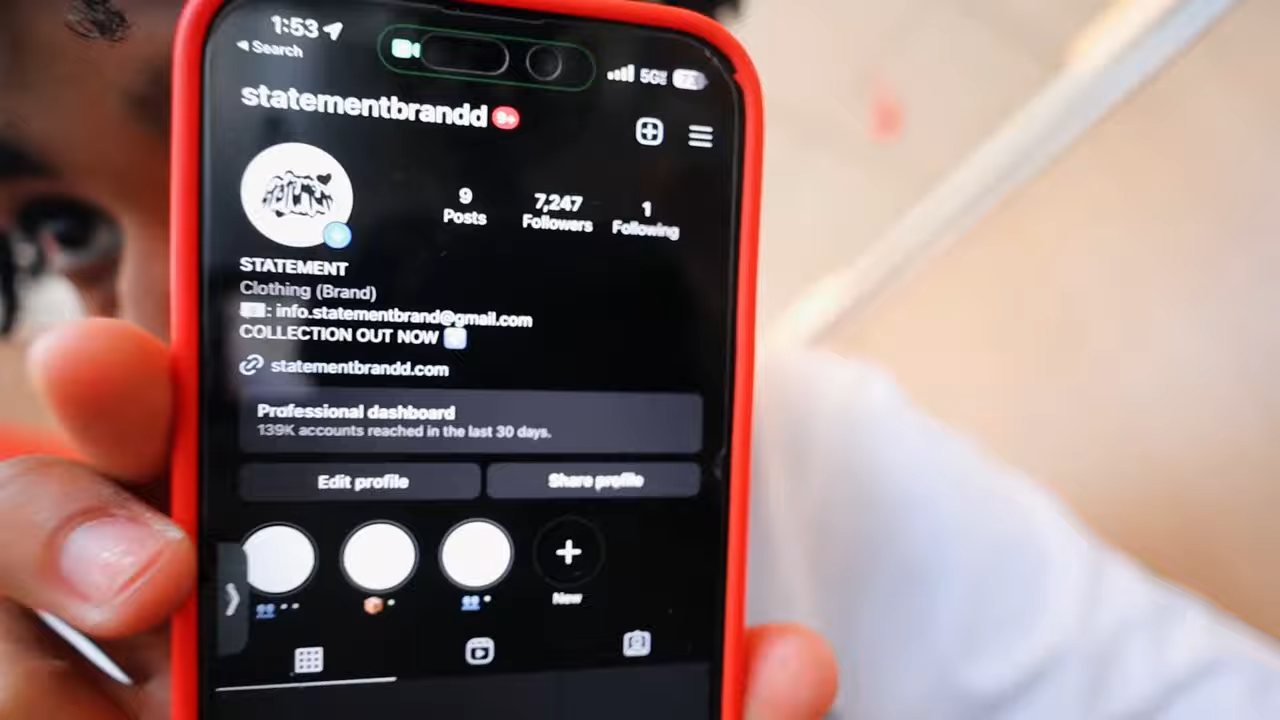 1:53
Search
5G
statementbrandd 9+
9
Posts
7,247
Followers
1
Following
STATEMENT
Clothing (Brand)
: info.statementbrand@gmail.com
COLLECTION OUT NOW
statementbrandd.com
Professional dashboard
139K accounts reached in the last 30 days.
Edit profile
Share profile
New